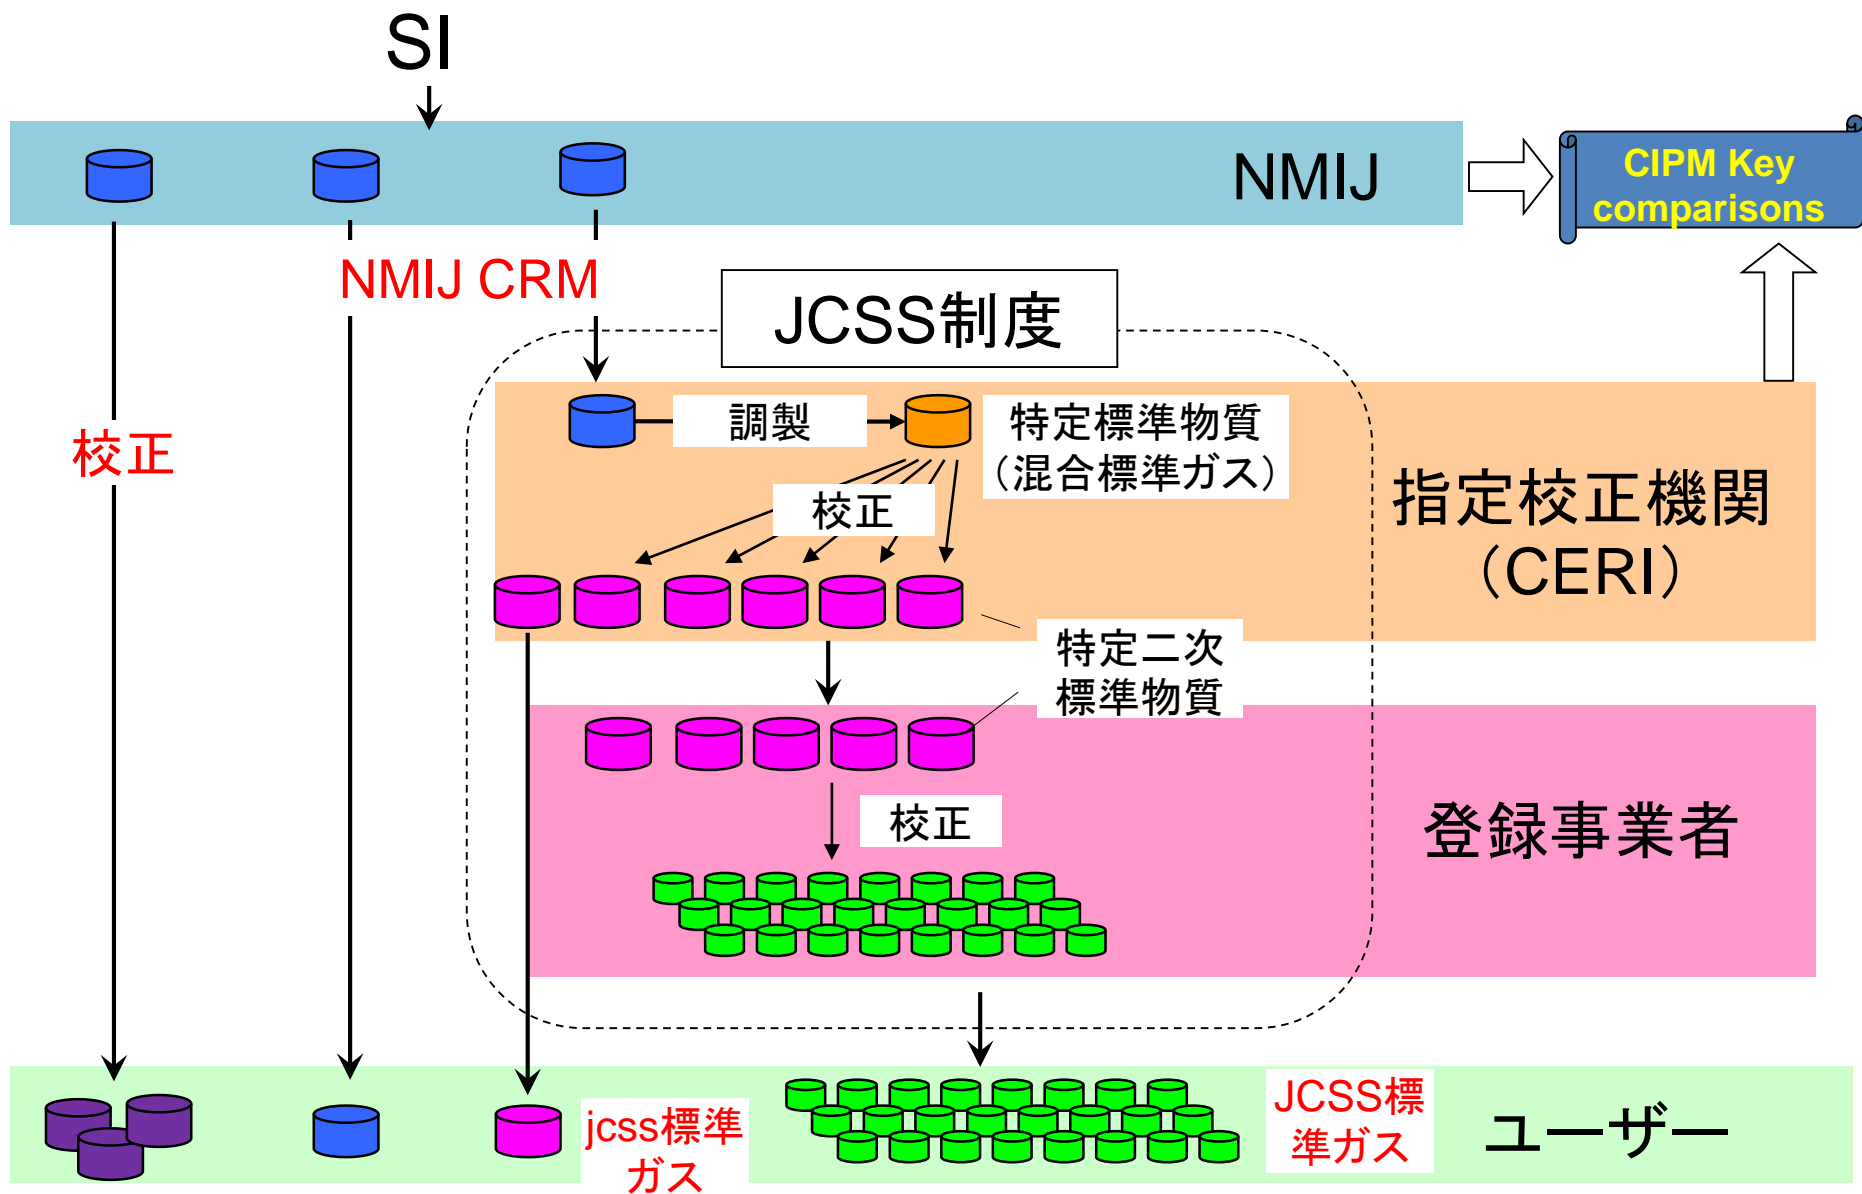 SI
NMIJ
CIPM Key
comparisons
NMIJ CRM
JCSS制度
校正
調製
特定標準物質
（混合標準ガス）
校正
指定校正機関
（CERI）
特定二次
標準物質
校正
登録事業者
jcss標準
ガス
JCSS標
準ガス
ユーザー